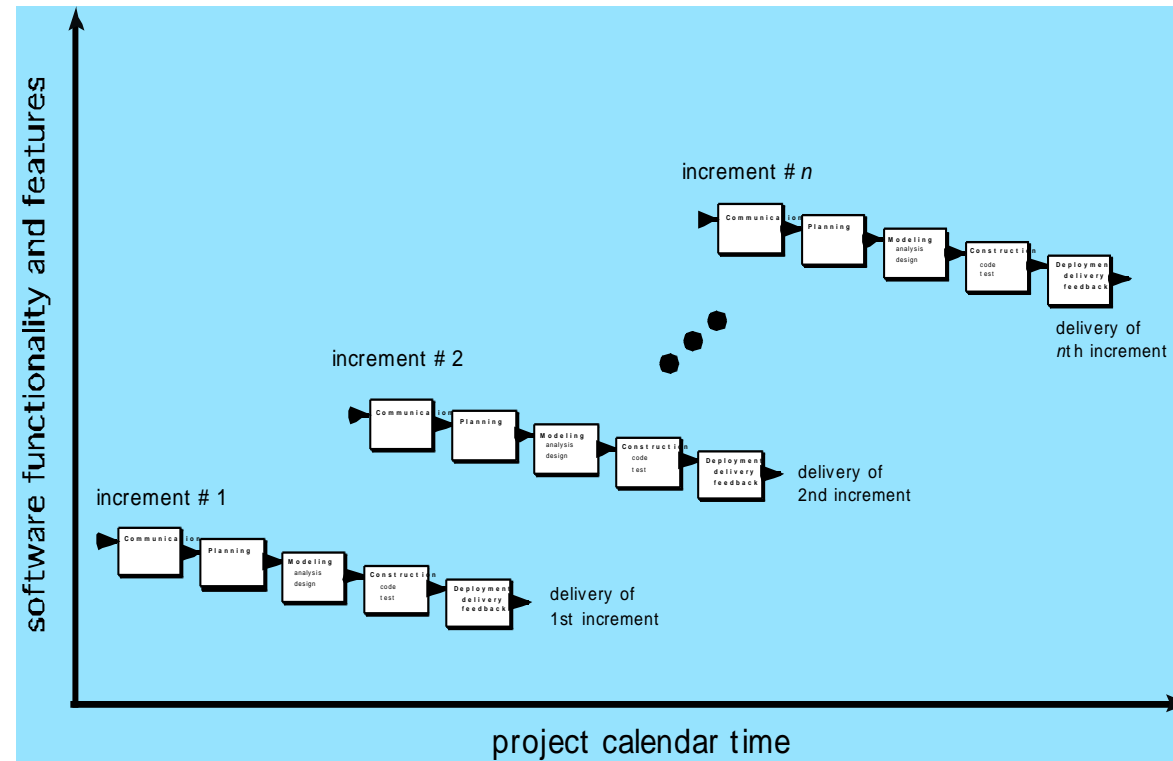 software functionality and features
increment # n
Communication
Planning
Modeling
analysis
design
Construction
code
test
Deployment
delivery
feedback
delivery of
nth increment
increment # 2
Communication
Planning
Modeling
analysis
design
Construction
code
test
Deployment
delivery
feedback
delivery of
2nd increment
increment # 1
Communication
Planning
Modeling
analysis
design
Construction
code
test
Deployment
delivery
feedback
delivery of
1st increment
project calendar time